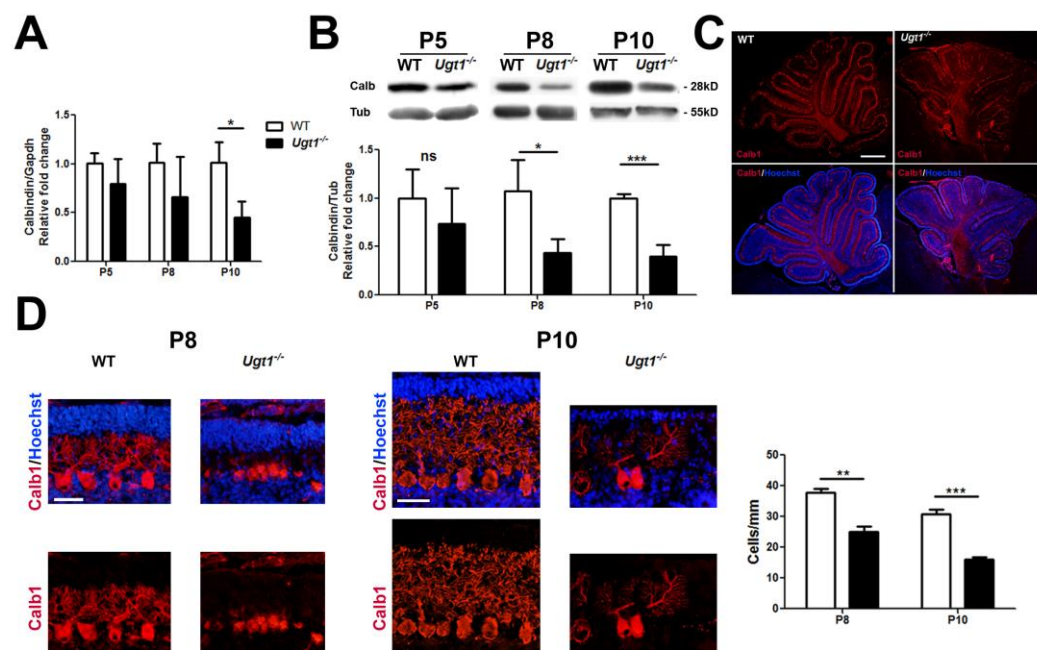 A
Calbindin/Gapdh
Relative fold change
1.5
1.0
0.5
0.0
*
WT
Ugt1-/-
P5
P8
P10
B
P5
P8
P10
WT Ugt1-/-
WT Ugt1-/-
WT Ugt1-/-
Calb
- 28kD
Tub
- 55kD
Calbindin/Tub
Relative fold change
1.5
1.0
0.5
0.0
ns
*
***
P5
P8
P10
C
WT
Ugt1-/-
Calb1
Calb1
Calb1/Hoechst
Calb1/Hoechst
D
P8
P10
WT
Ugt1-/-
WT
Ugt1-/-
Calb1/Hoechst
Calb1/Hoechst
Calb1
Calb1
Cells/mm
50
40
30
20
10
0
**
***
P8
P10